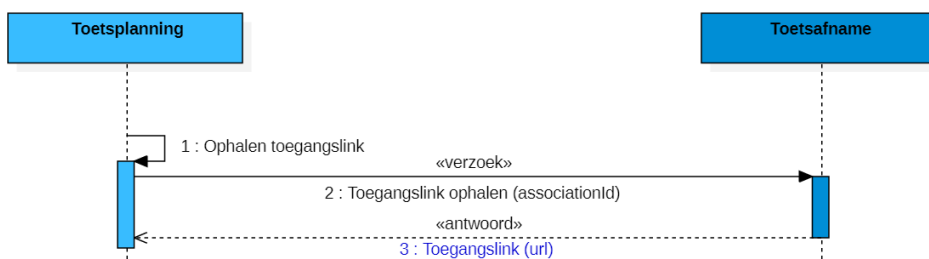 Toetsplanning
Toetsafname
1 : Ophalen toegangslink
«verzoek»
2 : Toegangslink ophalen (associationId)
«antwoord»
3 : Toegangslink (url)